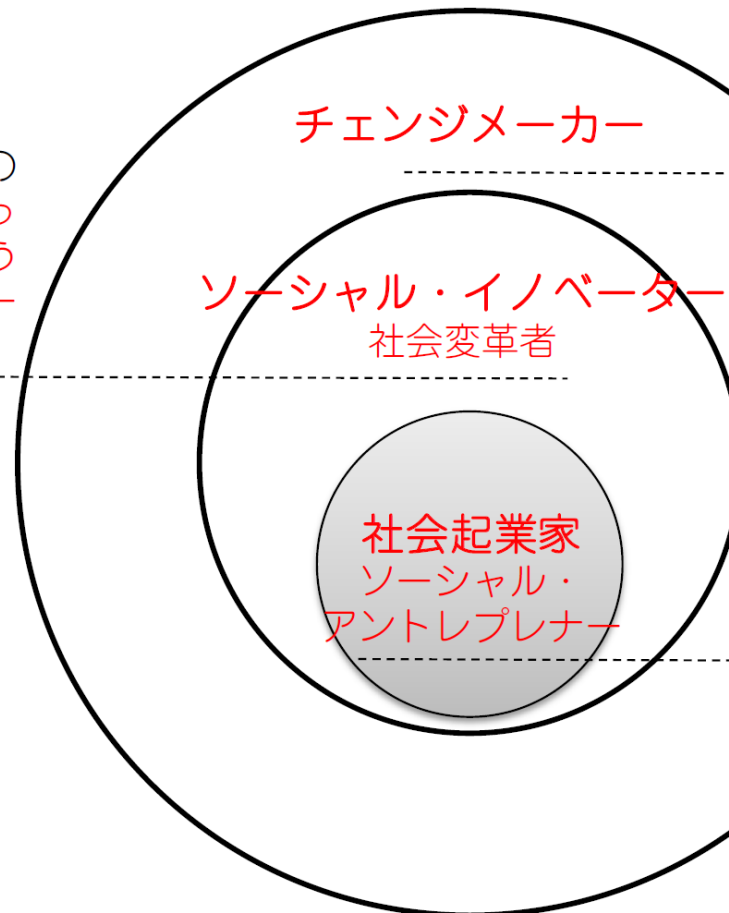 チェンジメーカー
ソーシャル・イノベーター
社会変革者
社会起業家
ソーシャル・
アントレプレナー